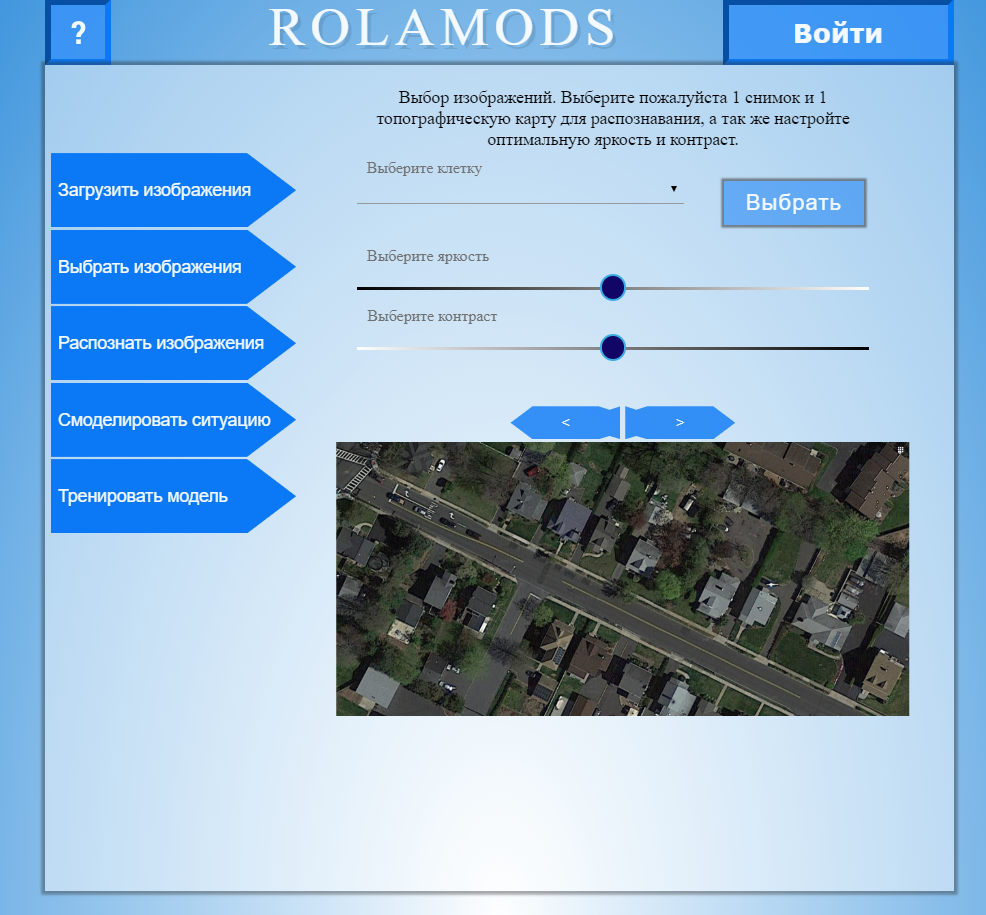 ?
ROLAMODS
Войти
Выбор изображений. Выберите пожалуйста 1 снимок и 1
топографическую карту для распознавания, а так же настройте
оптимальную яркость и контраст.
Загрузить изображения
Выбрать изображения
Распознать изображения
Смоделировать ситуацию
Тренировать модель
Выберите клетку
Выбрать
Выберите яркость
Выберите контраст
<
>